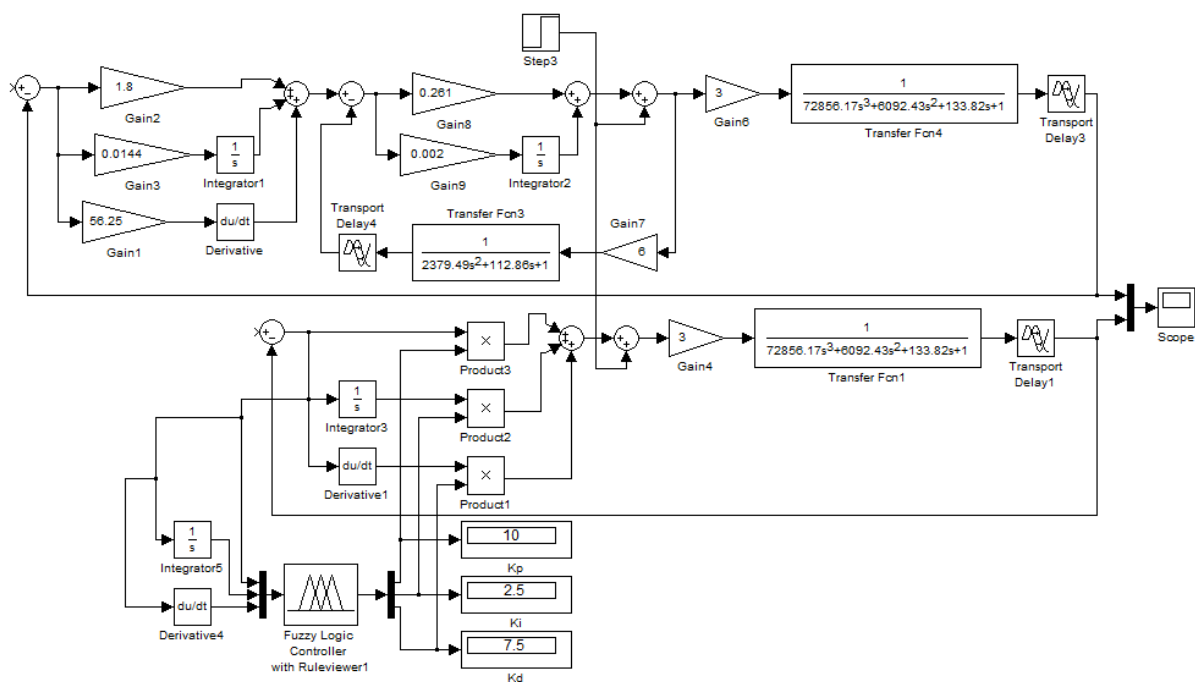 Step3
1.8
Gain2
0.261
Gain8
3
Gain6
1
72856.17s³+6092.43s²+133.82s+1
Transfer Fcn4
Transport
Delay3
0.0144
Gain3
1
s
Integrator1
0.002
Gain9
1
s
Integrator2
56.25
Gain1
du/dt
Derivative
Transport
Delay4
Transfer Fcn3
1
2379.49s²+112.86s+1
Gain7
6
Scope
Product3
3
Gain4
1
72856.17s³+6092.43s²+133.82s+1
Transfer Fcn1
Transport
Delay1
1
s
Integrator3
Product2
du/dt
Derivative1
Product1
1
s
Integrator5
du/dt
Derivative4
Fuzzy Logic
Controller
with Ruleviewer1
10
Kp
2.5
Ki
7.5
Kd